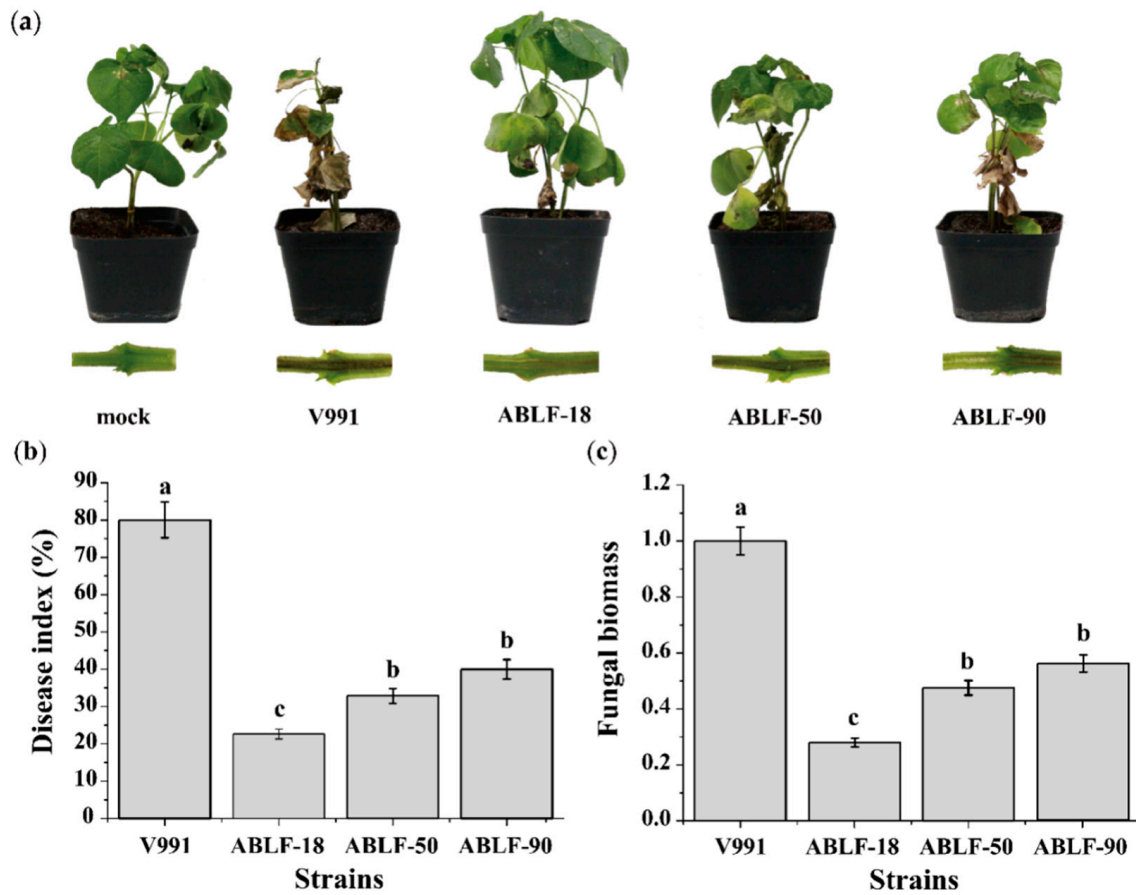 (a)
mock V991 ABLF-18 ABLF-50 ABLF-90
(b)
Disease index (%)
90
80
70
60
50
40
30
20
10
0
a
c
b
b
V991 ABLF-18 ABLF-50 ABLF-90
Strains
(c)
Fungal biomass
1.2
1.0
0.8
0.6
0.4
0.2
0.0
a
c
b
b
V991 ABLF-18 ABLF-50 ABLF-90
Strains